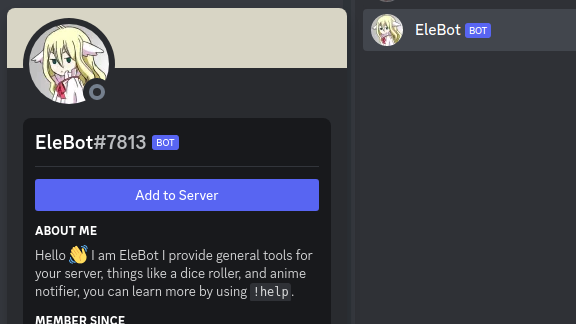 EleBot BOT
EleBot#7813 BOT
Add to Server
ABOUT ME
Hello 👋 I am EleBot I provide general tools for
your server, things like a dice roller, and anime
notifier, you can learn more by using !help.
MEMBER SINCE